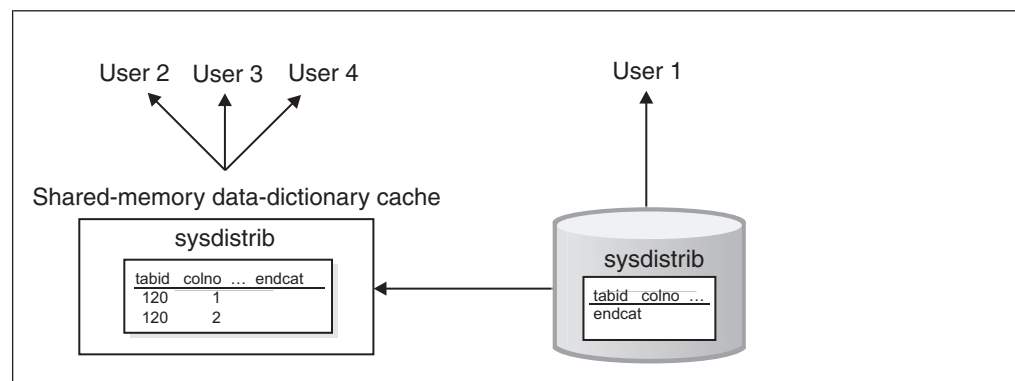 User 2 User 3 User 4
User 1
Shared-memory data-dictionary cache
sysdistrib
tabid colno … endcat
120 1
120 2
sysdistrib
tabid colno …
endcat